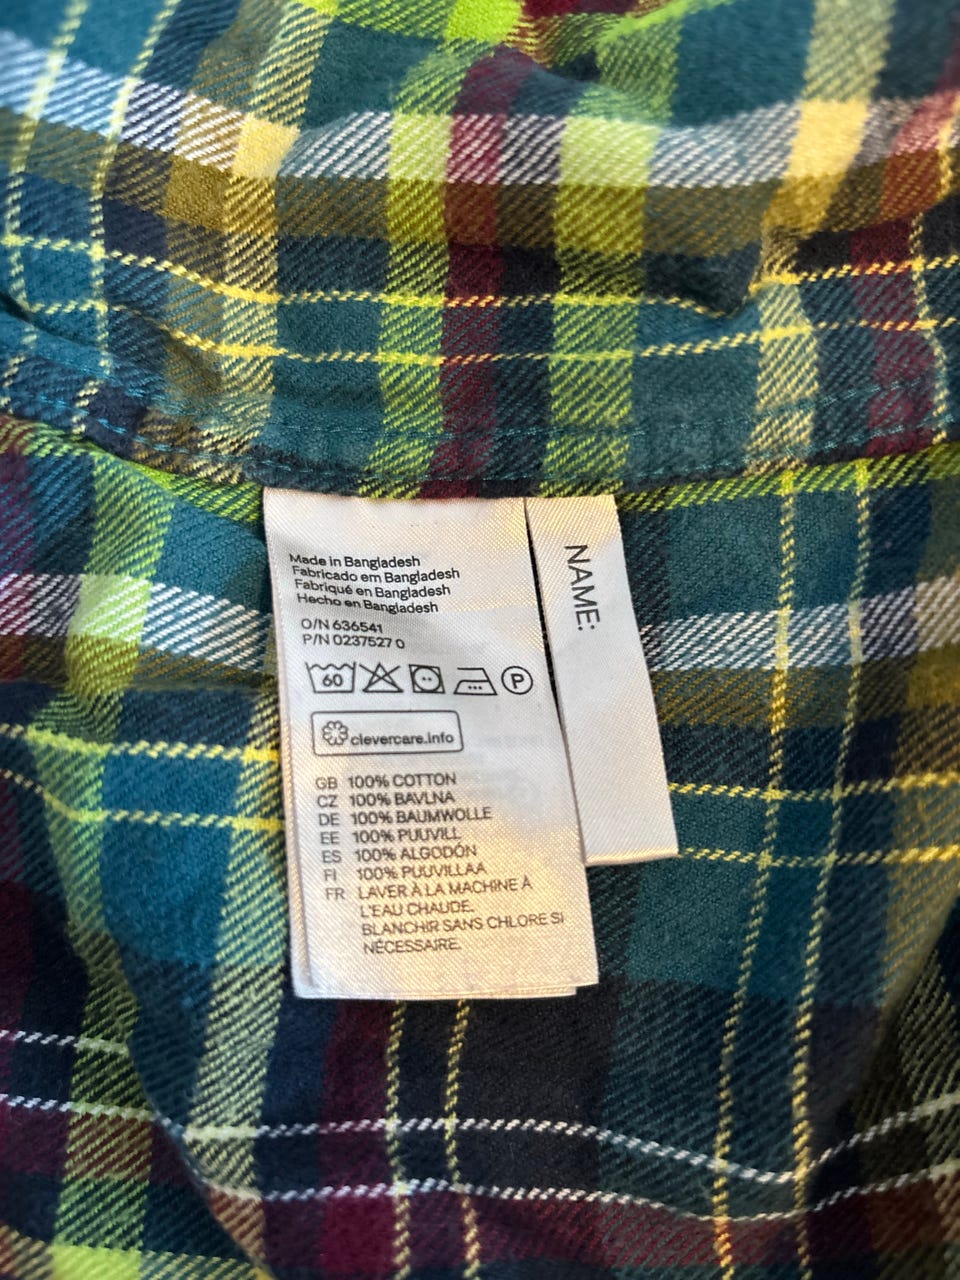 Made in Bangladesh
Fabricado em Bangladesh
Fabriqué en Bangladesh
Hecho en Bangladesh
O/N 636541
P/N 0237527 0
60 P
clevercare.info
GB 100% COTTON
CZ 100% BAVLNA
DE 100% BAUMWOLLE
EE 100% PUUVILL
ES 100% ALGODÓN
FI 100% PUUVILLAA
FR LAVER À LA MACHINE À
L'EAU CHAUDE.
BLANCHIR SANS CHLORE SI
NÉCESSAIRE.
NAME: